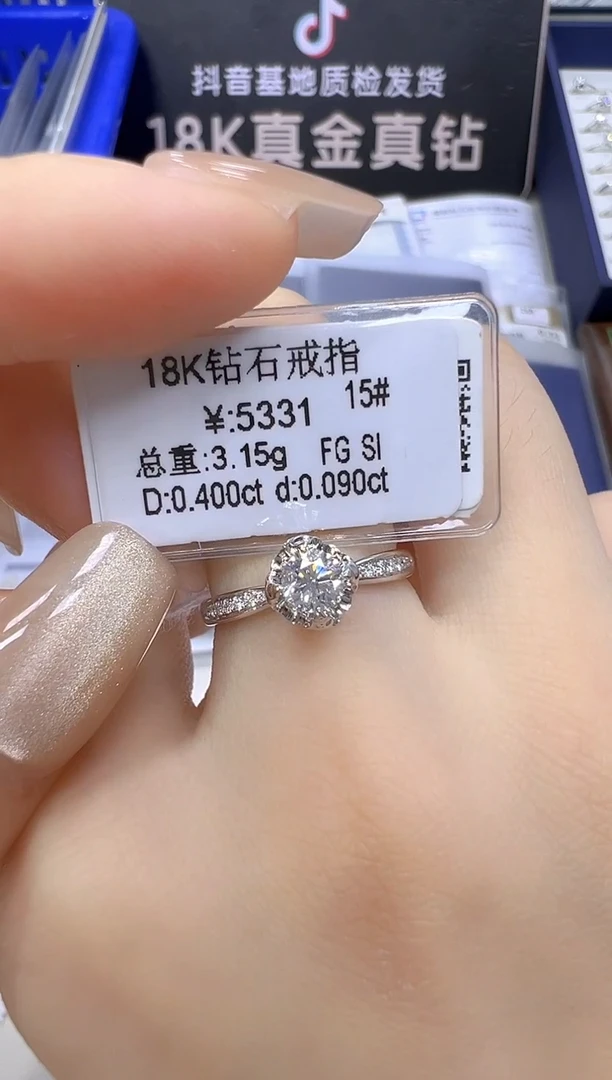 抖音基地质检发货
18K真金真钻
18K钻石戒指
¥:5331 15#
总重:3.15g FG SI
D:0.400ct d:0.090ct